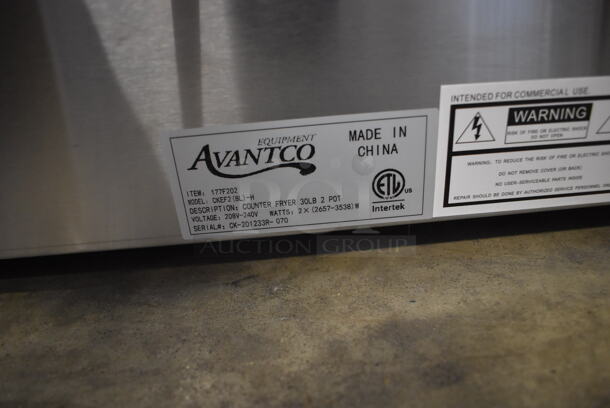 AVANTCO
EQUIPMENT
MADE IN
CHINA
ITEM: 177F202
MODEL: CKEF2(BL)-H
DESCRIPTION: COUNTER FRYER 30LB 2 POT
VOLTAGE: 208V-240V WATTS: 2×(2657-3538)W
SERIAL#: CK-201233R-070
ETL
Intertek
INTENDED FOR COMMERCIAL USE
WARNING
RISK OF FIRE OR ELECTRIC SHOCK
DO NOT OPEN
WARNING: TO REDUCE THE RISK OF FIRE OR ELECTRIC SHOCK
DO NOT REMOVE COVER (OR BACK)
NO USER-SERVICEABLE PARTS INSIDE
REPAIR SHOULD BE DONE BY AUTHORIZED SERVICE PERSONNEL
AUCTION GROUP